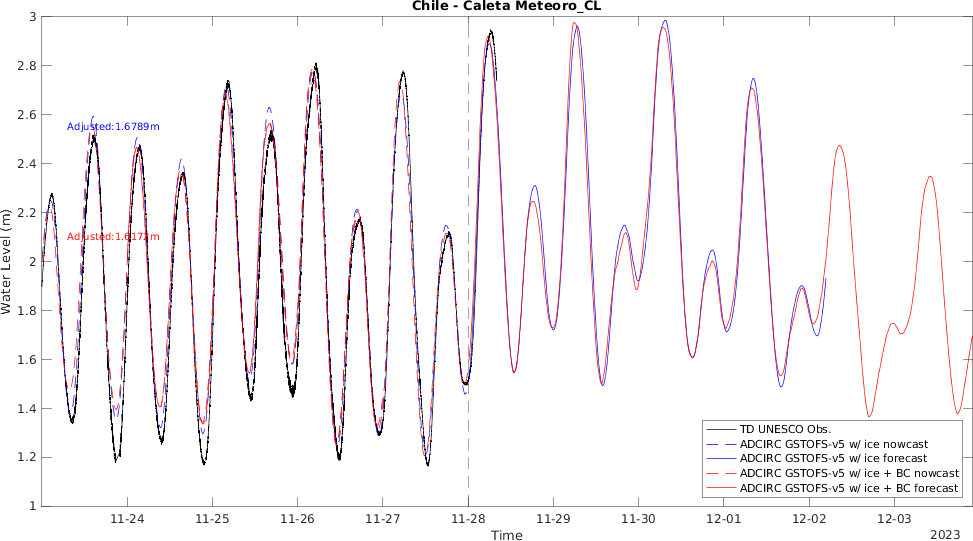 Chile - Caleta Meteoro_CL
3
2.8
2.6
2.4
2.2
2
1.8
1.6
1.4
1.2
1
Water Level (m)
Adjusted:1.6789m
Adjusted:1.6172m
TD UNESCO Obs.
ADCIRC GSTOFS-v5 w/ ice nowcast
ADCIRC GSTOFS-v5 w/ ice forecast
ADCIRC GSTOFS-v5 w/ ice + BC nowcast
ADCIRC GSTOFS-v5 w/ ice + BC forecast
11-24 11-25 11-26 11-27 11-28 11-29 11-30 12-01 12-02 12-03
Time
2023